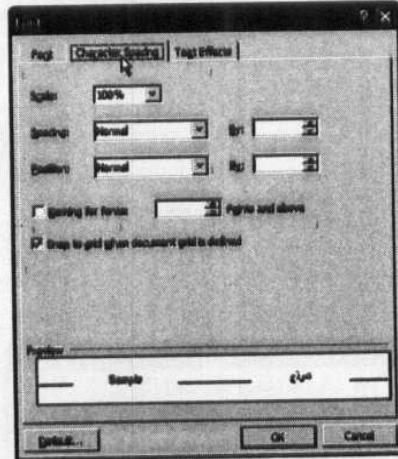 Font
Font Character Spacing Text Effects
Scale: 100%
Spacing: Normal By:
Position: Normal By:
Kerning for fonts: Points and above
Snap to grid when document grid is defined
Preview
Sample
Default... OK Cancel